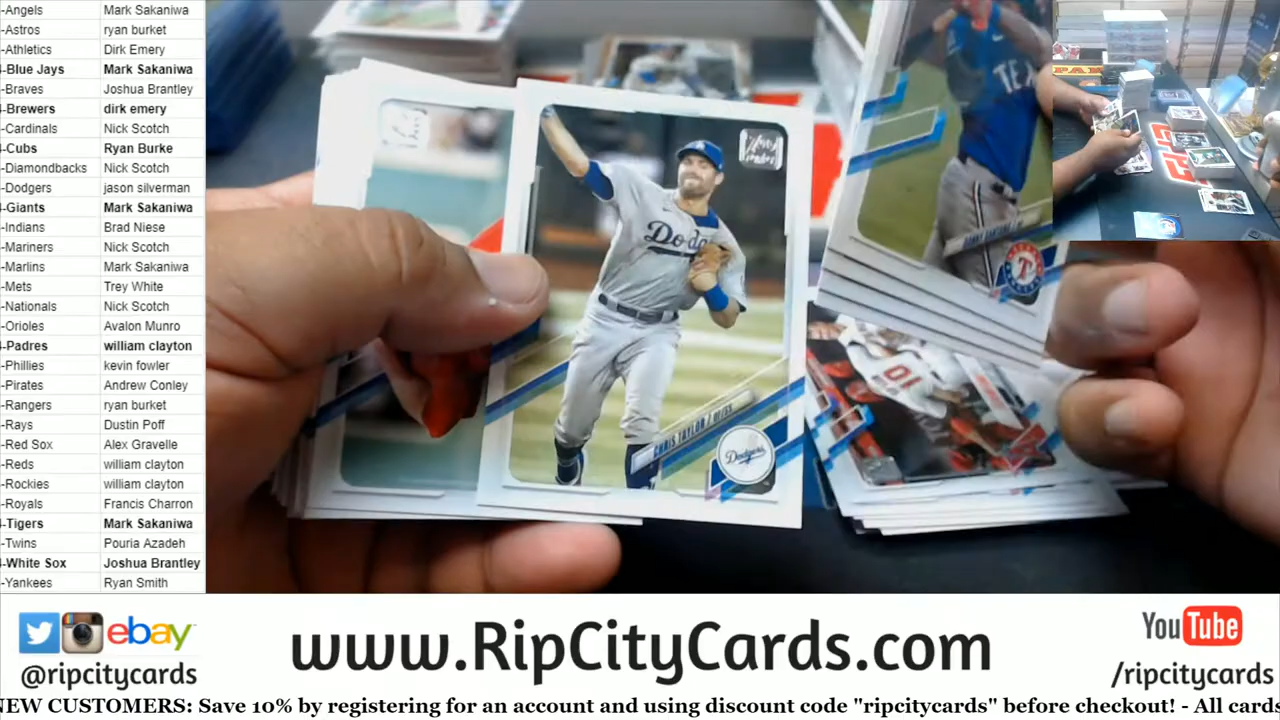 -Angels Mark Sakaniwa
-Astros ryan burket
-Athletics Dirk Emery
-Blue Jays Mark Sakaniwa
-Braves Joshua Brantley
-Brewers dirk emery
-Cardinals Nick Scotch
-Cubs Ryan Burke
-Diamondbacks Nick Scotch
-Dodgers jason silverman
-Giants Mark Sakaniwa
-Indians Brad Niese
-Mariners Nick Scotch
-Marlins Mark Sakaniwa
-Mets Trey White
-Nationals Nick Scotch
-Orioles Avalon Munro
-Padres william clayton
-Phillies kevin fowler
-Pirates Andrew Conley
-Rangers ryan burket
-Rays Dustin Poff
-Red Sox Alex Gravelle
-Reds william clayton
-Rockies william clayton
-Royals Francis Charron
-Tigers Mark Sakaniwa
-Twins Pouria Azadeh
-White Sox Joshua Brantley
-Yankees Ryan Smith
Dodg
CHRIS TAYLOR
Dodgers
TEX
T
10
ebay
@ripcitycards
www.RipCityCards.com
YouTube
/ripcitycards
NEW CUSTOMERS: Save 10% by registering for an account and using discount code "ripcitycards" before checkout! - All cards